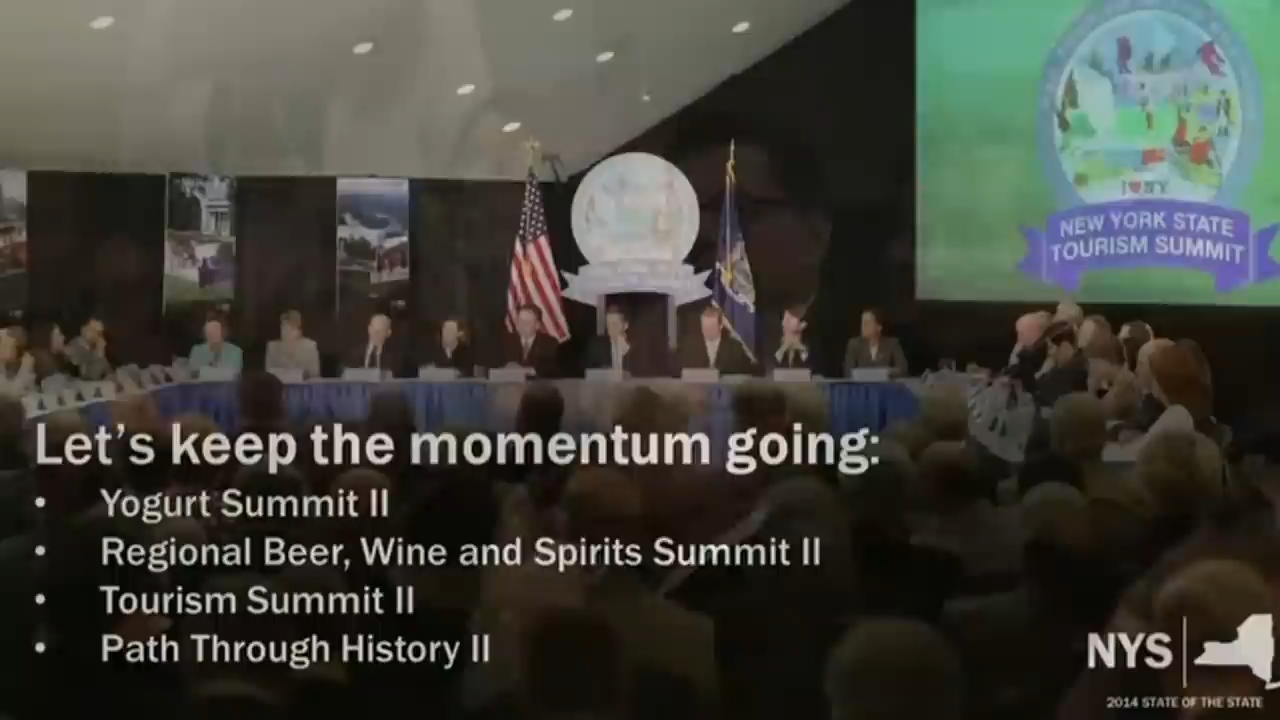 I ♥ NY
NEW YORK STATE
TOURISM SUMMIT
Let's keep the momentum going:
• Yogurt Summit II
• Regional Beer, Wine and Spirits Summit II
• Tourism Summit II
• Path Through History II
NYS
2014 STATE OF THE STATE